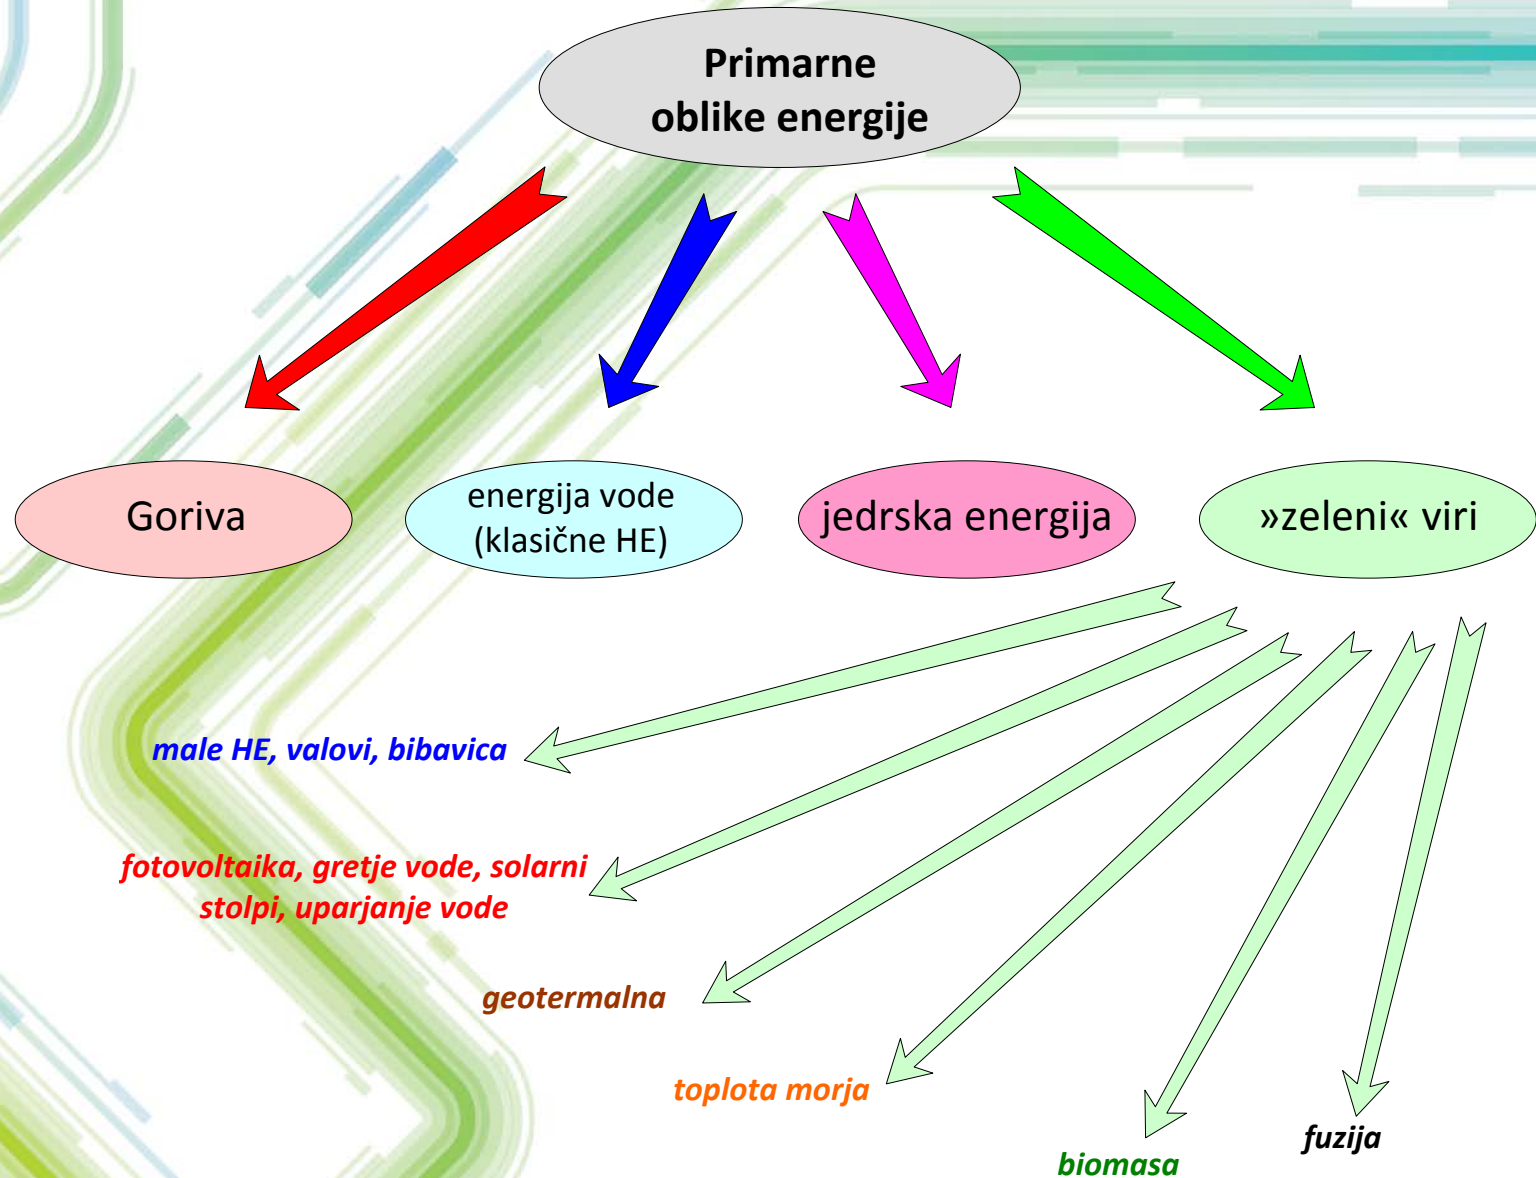 Primarne
oblike energije
Goriva
energija vode
(klasične HE)
jedrska energija
»zeleni« viri
male HE, valovi, bibavica
fotovoltaika, gretje vode, solarni
stolpi, uparjanje vode
geotermalna
toplota morja
biomasa
fuzija